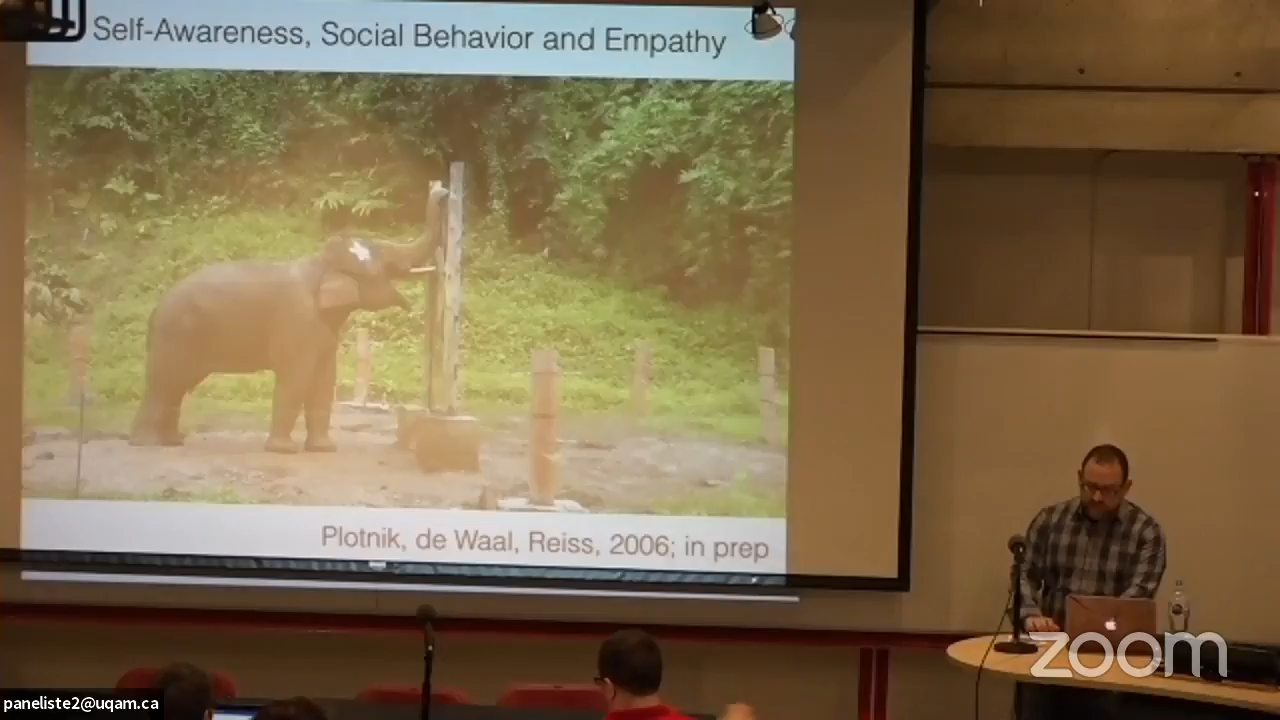 Self-Awareness, Social Behavior and Empathy
Plotnik, de Waal, Reiss, 2006; in prep
zoom
paneliste2@uqam.ca